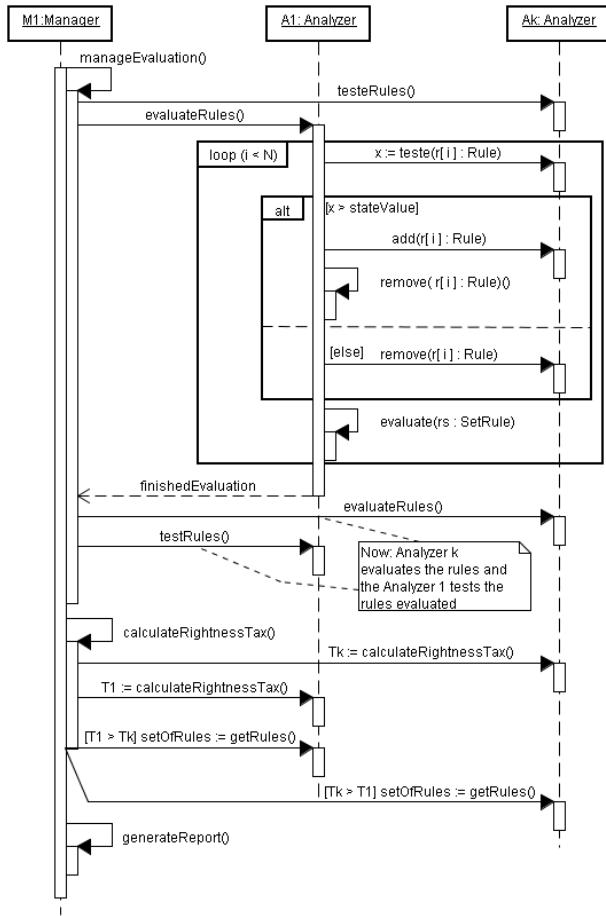 M1:Manager
A1: Analyzer
Ak: Analyzer
manageEvaluation()
testeRules()
evaluateRules()
loop (i < N)
x := teste(r[ i ] : Rule)
alt
[x > stateValue]
add(r[ i ] : Rule)
remove( r[ i ] : Rule)()
[else]
remove(r[ i ] : Rule)
evaluate(rs : SetRule)
finishedEvaluation
evaluateRules()
testRules()
Now: Analyzer k
evaluates the rules and
the Analyzer 1 tests the
rules evaluated
calculateRightnessTax()
Tk := calculateRightnessTax()
T1 := calculateRightnessTax()
[T1 > Tk] setOfRules := getRules()
[Tk > T1] setOfRules := getRules()
generateReport()